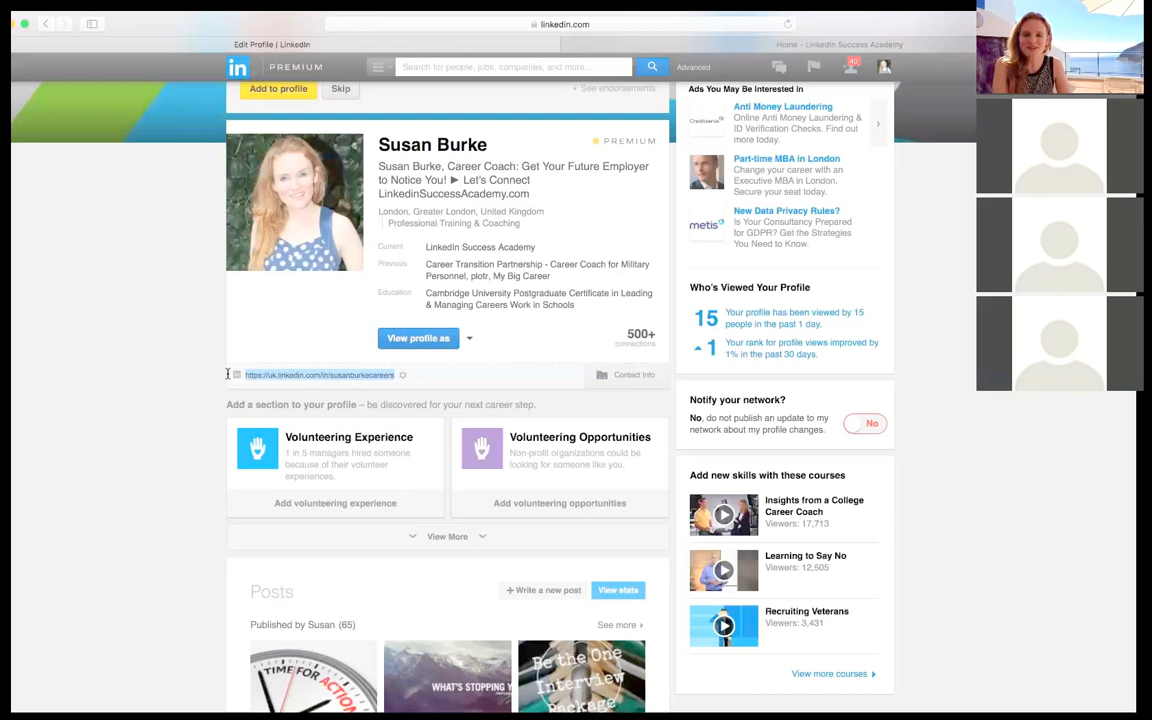 linkedin.com
Edit Profile | LinkedIn
Home - LinkedIn Success Academy
in PREMIUM
Search for people, jobs, companies, and more...
Advanced
40
Add to profile
Skip
See endorsements
Susan Burke
PREMIUM
Susan Burke, Career Coach: Get Your Future Employer
to Notice You! ► Let's Connect
LinkedinSuccessAcademy.com
London, Greater London, United Kingdom
Professional Training & Coaching
Current LinkedIn Success Academy
Previous Career Transition Partnership - Career Coach for Military
Personnel, plotr, My Big Career
Education Cambridge University Postgraduate Certificate in Leading
& Managing Careers Work in Schools
View profile as
500+
connections
https://uk.linkedin.com/in/susanburkecareers
Contact Info
Add a section to your profile – be discovered for your next career step.
Volunteering Experience
1 in 5 managers hired someone
because of their volunteer
experiences.
Add volunteering experience
Volunteering Opportunities
Non-profit organizations could be
looking for someone like you.
Add volunteering opportunities
View More
Posts
+ Write a new post
View stats
Published by Susan (65)
See more
TIME FOR
ACTION
WHAT'S STOPPING Y
Be the One
Interview
Package
Ads You May Be Interested in
Anti Money Laundering
Online Anti Money Laundering &
ID Verification Checks. Find out
more today.
Part-time MBA in London
Change your career with an
Executive MBA in London.
Secure your seat today.
metis
New Data Privacy Rules?
Is Your Consultancy Prepared
for GDPR? Get the Strategies
You Need to Know.
Who's Viewed Your Profile
15 Your profile has been viewed by 15
people in the past 1 day.
1 Your rank for profile views improved by
1% in the past 30 days.
Notify your network?
No, do not publish an update to my
network about my profile changes.
No
Add new skills with these courses
Insights from a College
Career Coach
Viewers: 17,713
Learning to Say No
Viewers: 12,505
Recruiting Veterans
Viewers: 3,431
View more courses